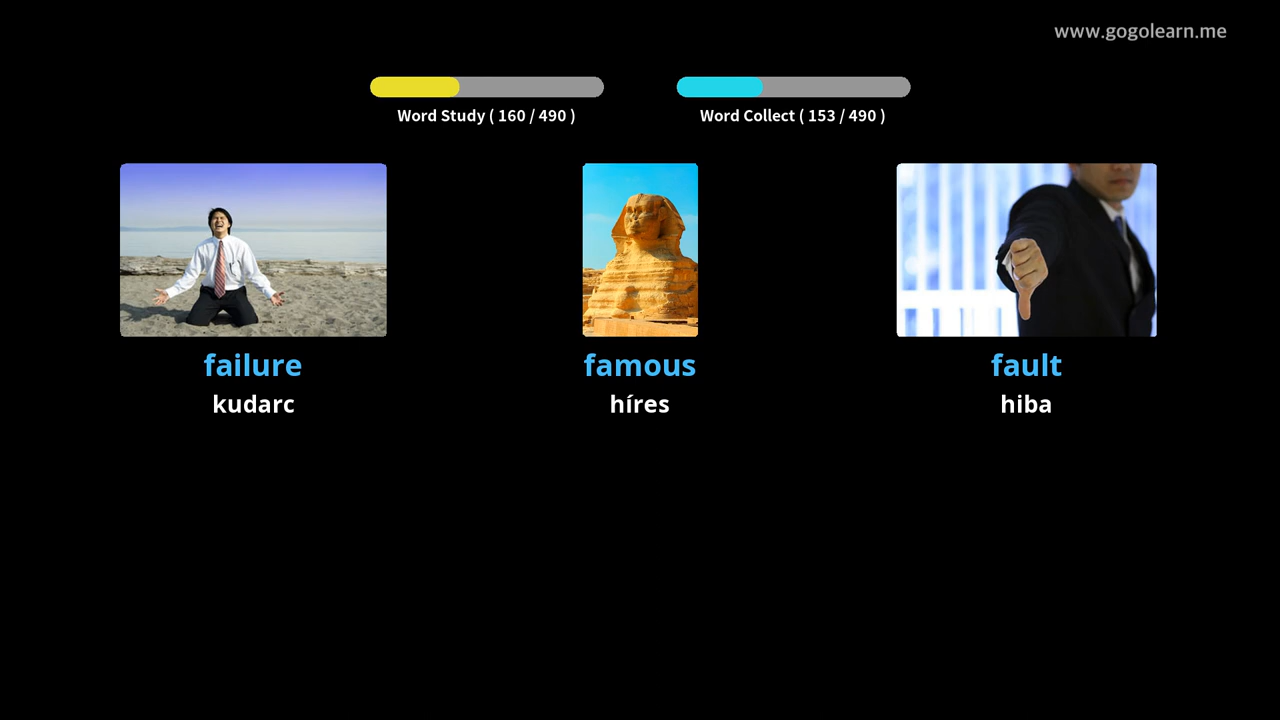 www.gogolearn.me
Word Study ( 160 / 490 )
Word Collect ( 153 / 490 )
failure
kudarc
famous
híres
fault
hiba